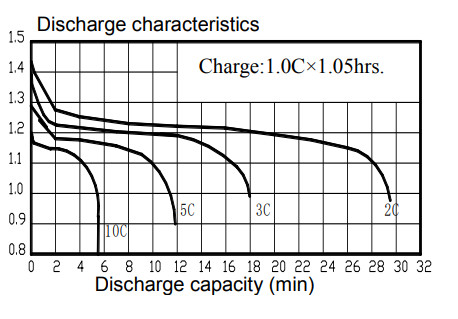 Discharge characteristics
1.5
1.4
1.3
1.2
1.1
1.0
0.9
0.8
Charge:1.0C×1.05hrs.
10C
5C
3C
2C
0 2 4 6 8 10 12 14 16 18 20 22 24 26 28 30 32
Discharge capacity (min)